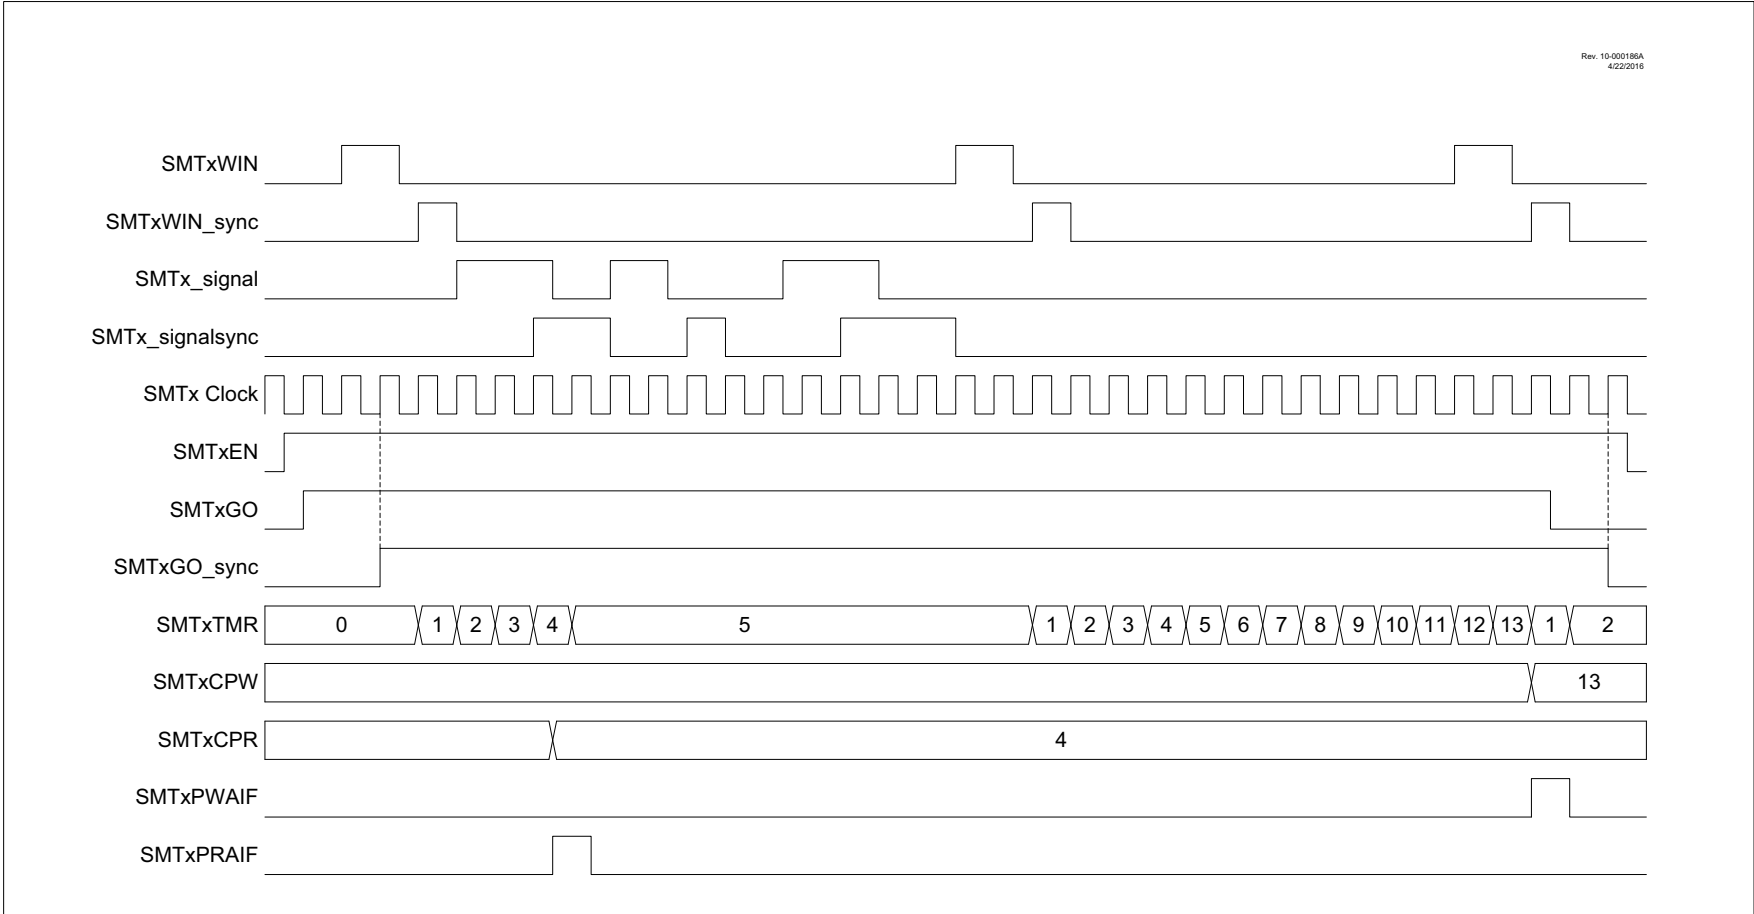 Rev. 10-000186A
4/22/2016
SMTxWIN
SMTxWIN_sync
SMTx_signal
SMTx_signalsync
SMTx Clock
SMTxEN
SMTxGO
SMTxGO_sync
SMTxTMR 0 1 2 3 4 5 1 2 3 4 5 6 7 8 9 10 11 12 13 1 2
SMTxCPW 13
SMTxCPR 4
SMTxPWAIF
SMTxPRAIF